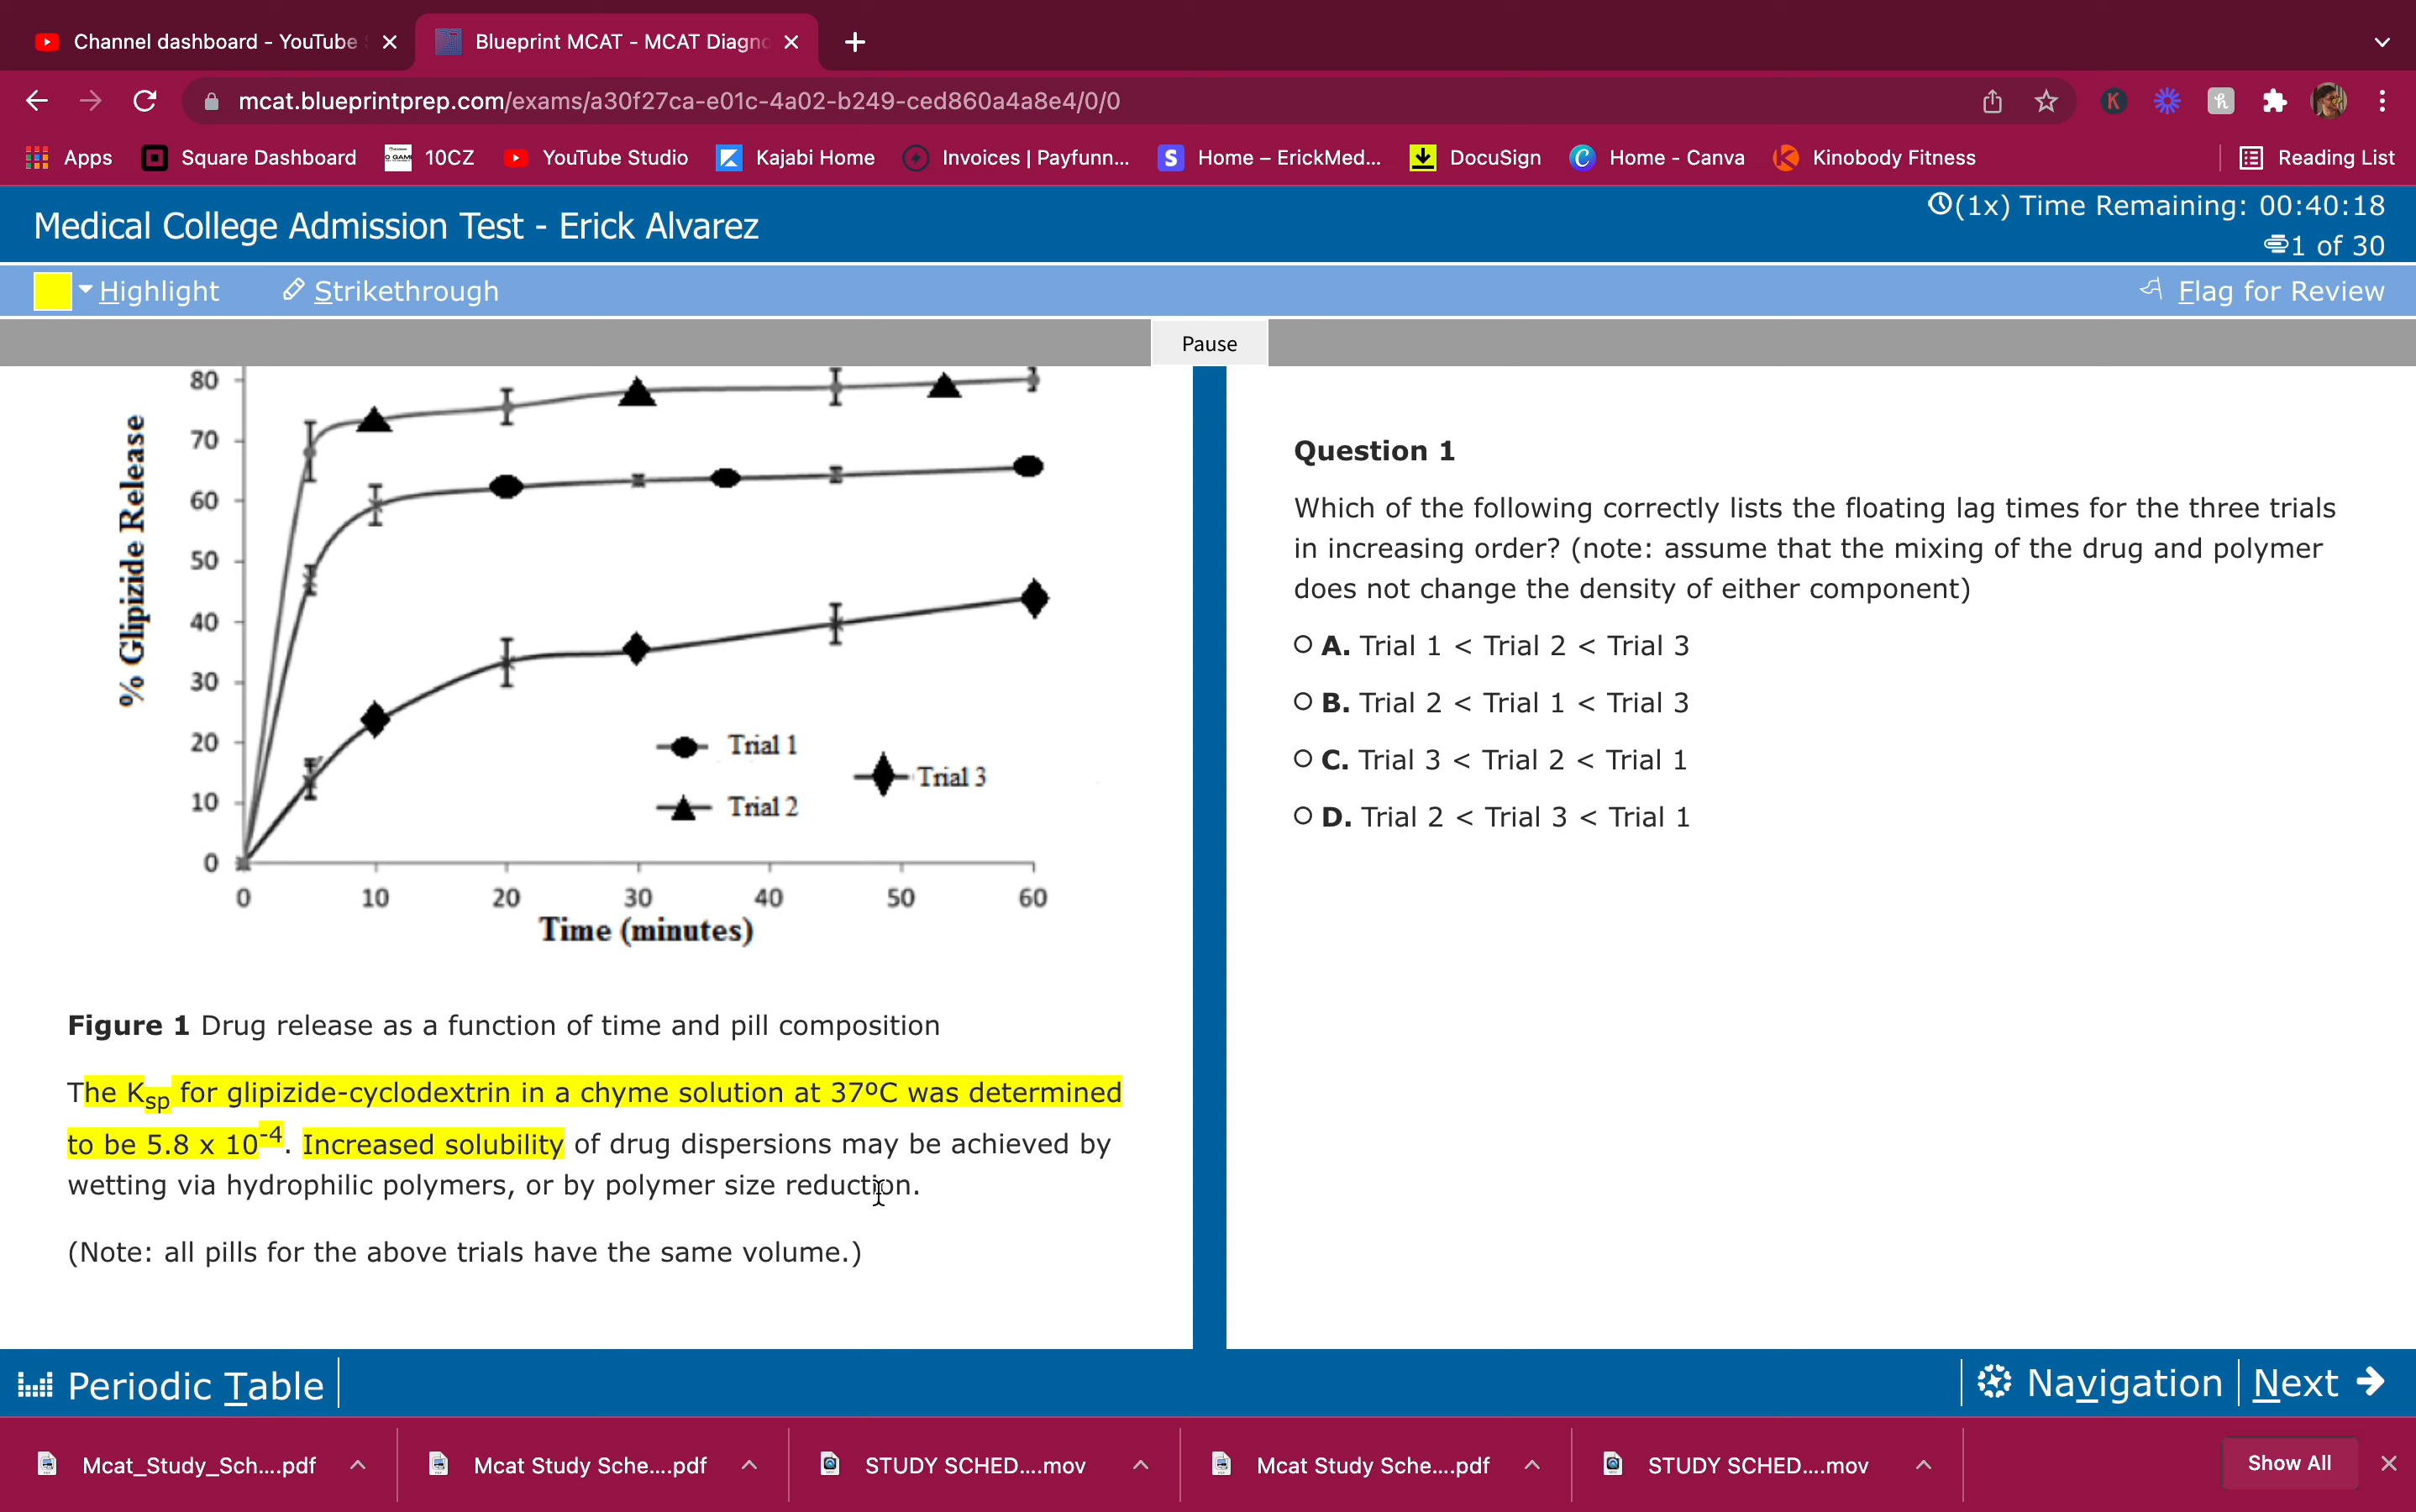 Channel dashboard - YouTube
Blueprint MCAT - MCAT Diagno
mcat.blueprintprep.com/exams/a30f27ca-e01c-4a02-b249-ced860a4a8e4/0/0
Apps
Square Dashboard
10CZ
YouTube Studio
Kajabi Home
Invoices | Payfunn...
Home – ErickMed...
DocuSign
Home - Canva
Kinobody Fitness
Reading List
Medical College Admission Test - Erick Alvarez
(1x) Time Remaining: 00:40:18
1 of 30
Highlight
Strikethrough
Flag for Review
Pause
% Glipizide Release
80
70
60
50
40
30
20
10
0
0 10 20 30 40 50 60
Time (minutes)
Trial 1
Trial 2
Trial 3
Figure 1 Drug release as a function of time and pill composition
The Ksp for glipizide-cyclodextrin in a chyme solution at 37ºC was determined
to be 5.8 x 10-4. Increased solubility of drug dispersions may be achieved by
wetting via hydrophilic polymers, or by polymer size reduction.
(Note: all pills for the above trials have the same volume.)
Question 1
Which of the following correctly lists the floating lag times for the three trials
in increasing order? (note: assume that the mixing of the drug and polymer
does not change the density of either component)
A. Trial 1 < Trial 2 < Trial 3
B. Trial 2 < Trial 1 < Trial 3
C. Trial 3 < Trial 2 < Trial 1
D. Trial 2 < Trial 3 < Trial 1
Periodic Table
Navigation
Next
Mcat_Study_Sch....pdf
Mcat Study Sche....pdf
STUDY SCHED....mov
Mcat Study Sche....pdf
STUDY SCHED....mov
Show All